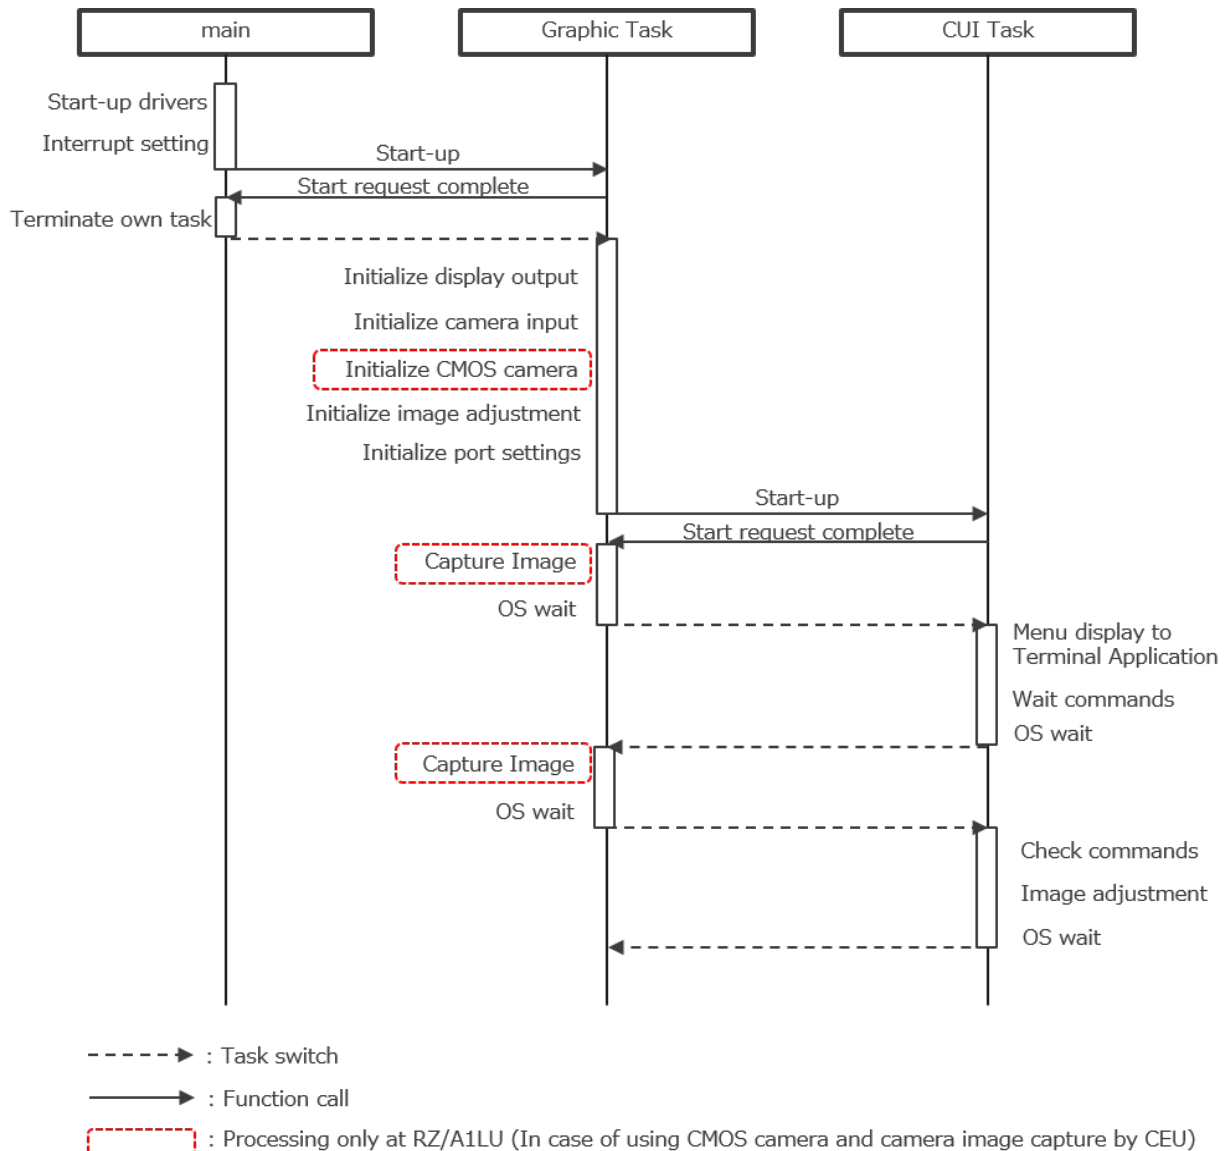 main
Graphic Task
CUI Task
Start-up drivers
Interrupt setting
Start-up
Start request complete
Terminate own task
Initialize display output
Initialize camera input
Initialize CMOS camera
Initialize image adjustment
Initialize port settings
Start-up
Start request complete
Capture Image
OS wait
Menu display to
Terminal Application
Wait commands
OS wait
Capture Image
OS wait
Check commands
Image adjustment
OS wait
: Task switch
: Function call
: Processing only at RZ/A1LU (In case of using CMOS camera and camera image capture by CEU)